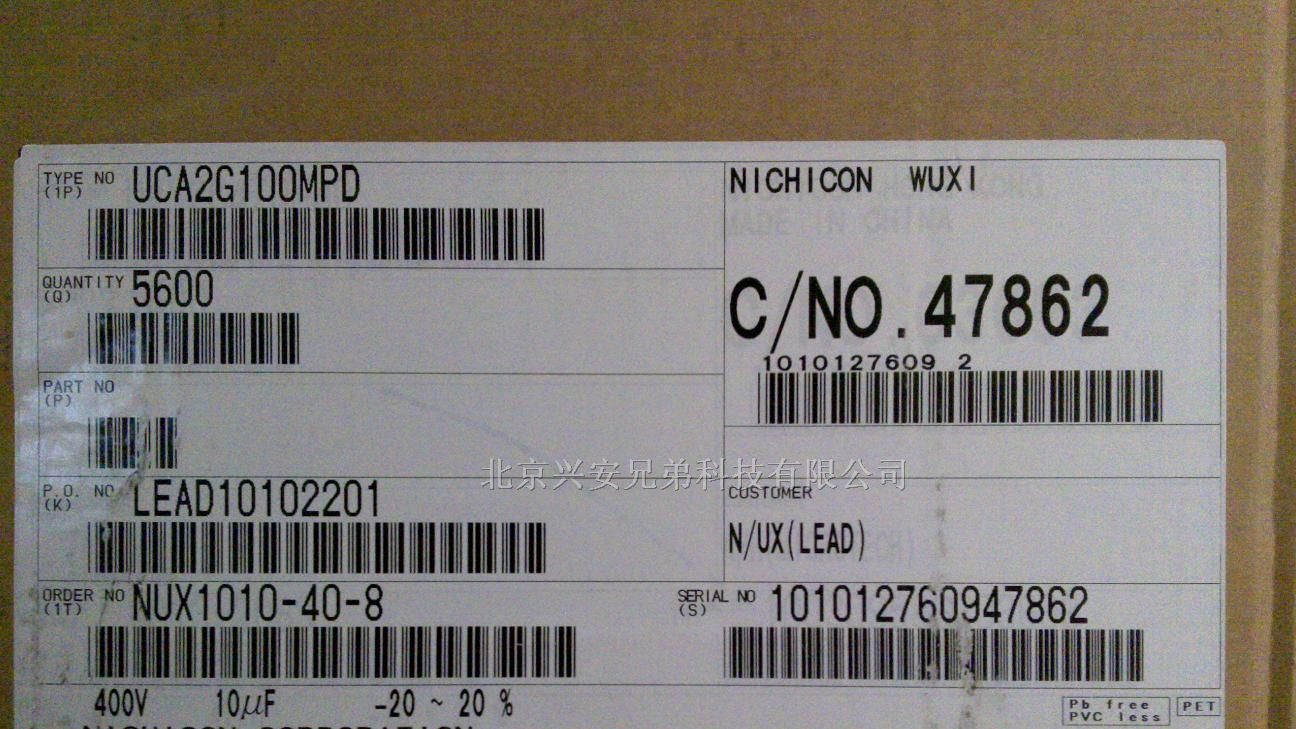 TYPE NO UCA2G100MPD
(1P)
NICHICON WUXI
MADE IN CHINA
QUANTITY 5600
(Q)
C/NO.47862
1010127609 2
PART NO
(P)
北京兴安兄弟科技有限公司
P.O. NO LEAD10102201
(K)
CUSTOMER
N/UX(LEAD)
ORDER NO NUX1010-40-8
(1T)
SERIAL NO 101012760947862
(S)
400V 10μF -20 ~ 20 %
Pb free
PVC less
PET
NICHICON CORPORATION